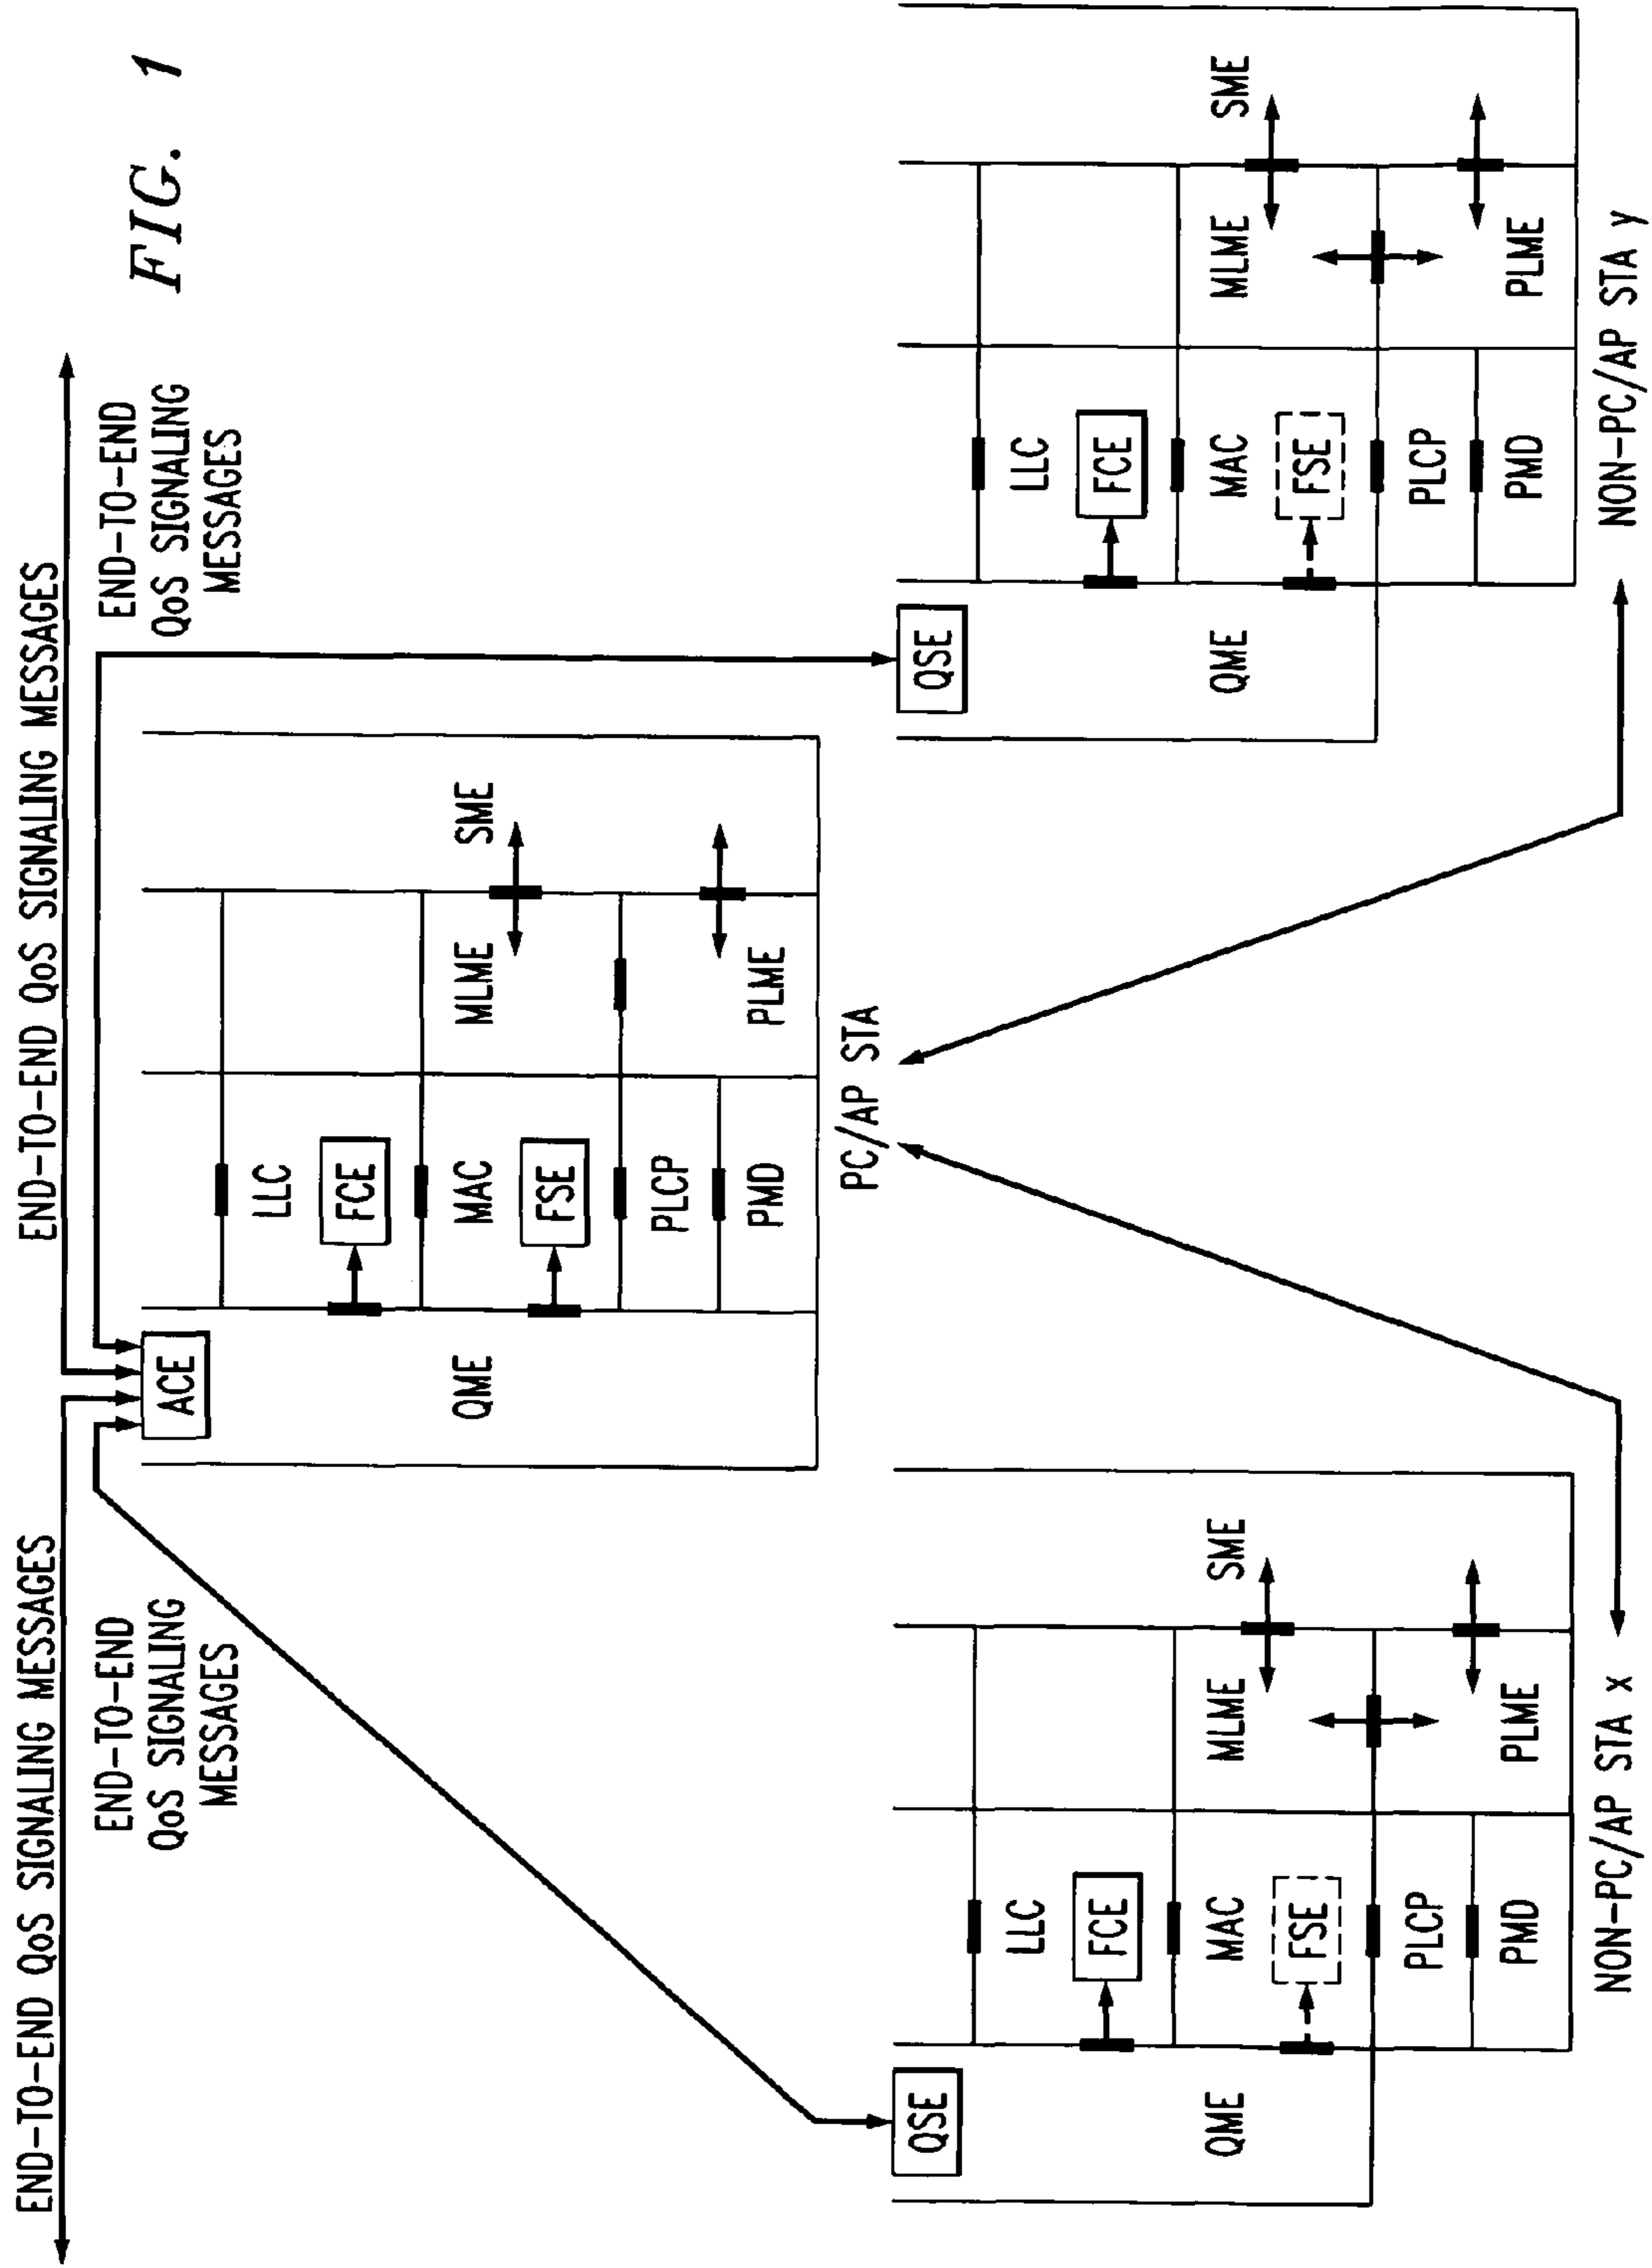 FIG. 1
END-TO-END QoS SIGNALING MESSAGES
END-TO-END QoS SIGNALING MESSAGES
END-TO-END
QoS SIGNALING
MESSAGES
END-TO-END
QoS SIGNALING
MESSAGES
ACE
QME
LLC
FCE
MAC
FSE
PLCP
PMD
MLME
PLME
SME
PC/AP STA
QSE
QME
LLC
FCE
MAC
FSE
PLCP
PMD
MLME
PLME
SME
NON-PC/AP STA x
QSE
QME
LLC
FCE
MAC
FSE
PLCP
PMD
MLME
PLME
SME
NON-PC/AP STA y